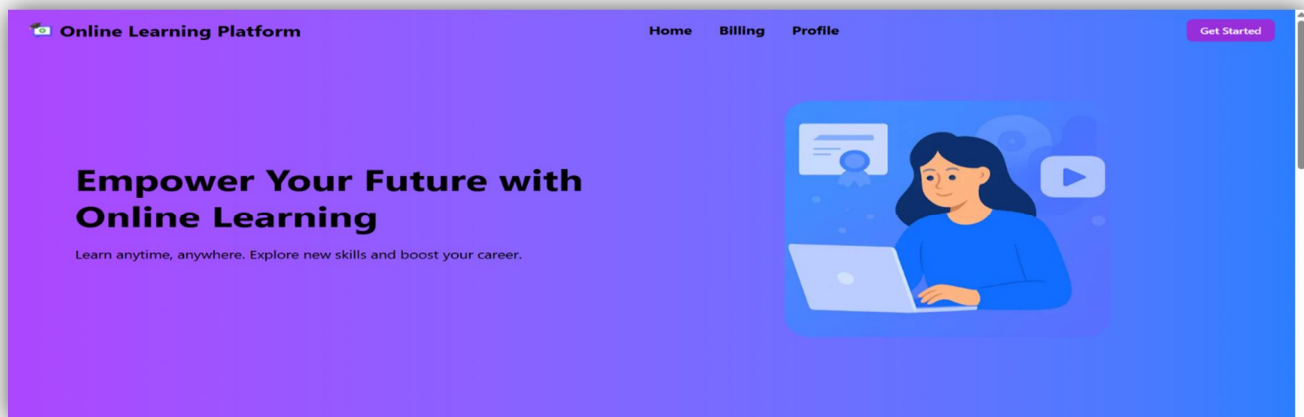 Online Learning Platform
Home Billing Profile
Get Started
Empower Your Future with
Online Learning
Learn anytime, anywhere. Explore new skills and boost your career.